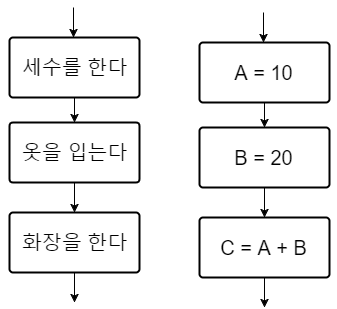 세수를 한다
옷을 입는다
화장을 한다
A = 10
B = 20
C = A + B